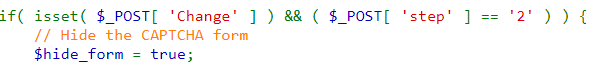 if( isset( $_POST[ 'Change' ] ) && ( $_POST[ 'step' ] == '2' ) ) {
// Hide the CAPTCHA form
$hide_form = true;